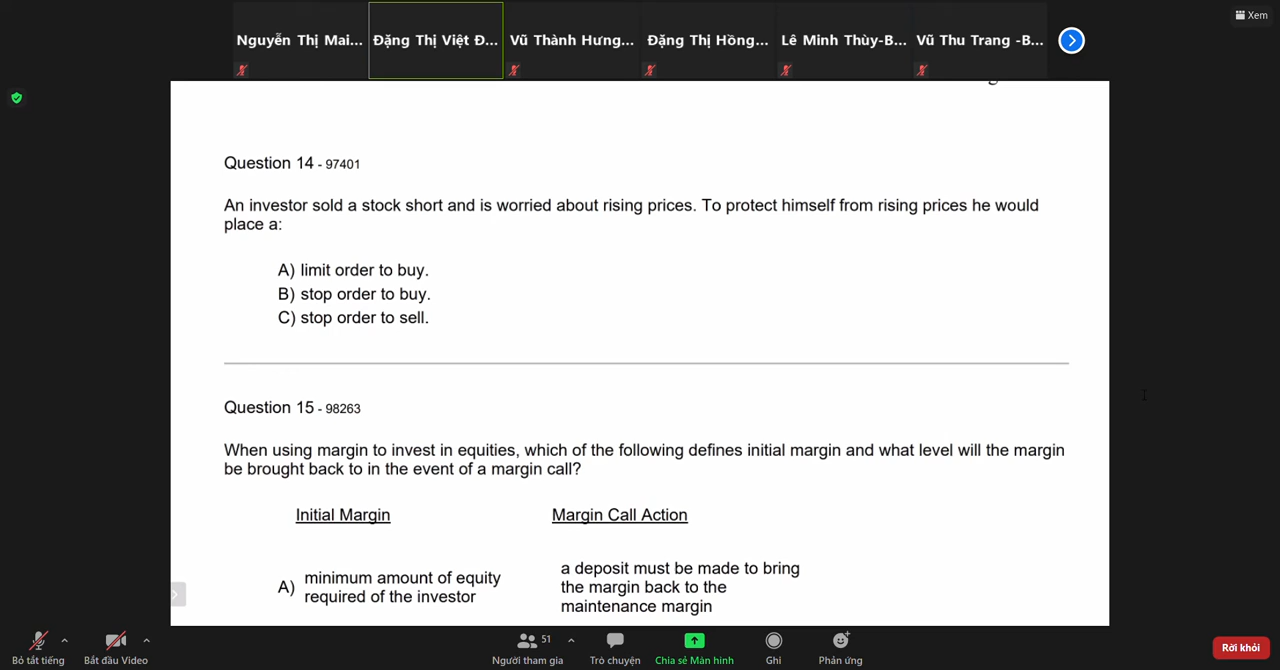 Xem
Nguyễn Thị Mai...
Đặng Thị Việt Đ...
Vũ Thành Hưng...
Đặng Thị Hồng...
Lê Minh Thùy-B...
Vũ Thu Trang -B...
Question 14 - 97401
An investor sold a stock short and is worried about rising prices. To protect himself from rising prices he would
place a:
A) limit order to buy.
B) stop order to buy.
C) stop order to sell.
Question 15 - 98263
When using margin to invest in equities, which of the following defines initial margin and what level will the margin
be brought back to in the event of a margin call?
Initial Margin
Margin Call Action
A) minimum amount of equity
required of the investor
a deposit must be made to bring
the margin back to the
maintenance margin
Bỏ tắt tiếng
Bắt đầu Video
51
Người tham gia
Trò chuyện
Chia sẻ Màn hình
Ghi
Phản ứng
Rời khỏi